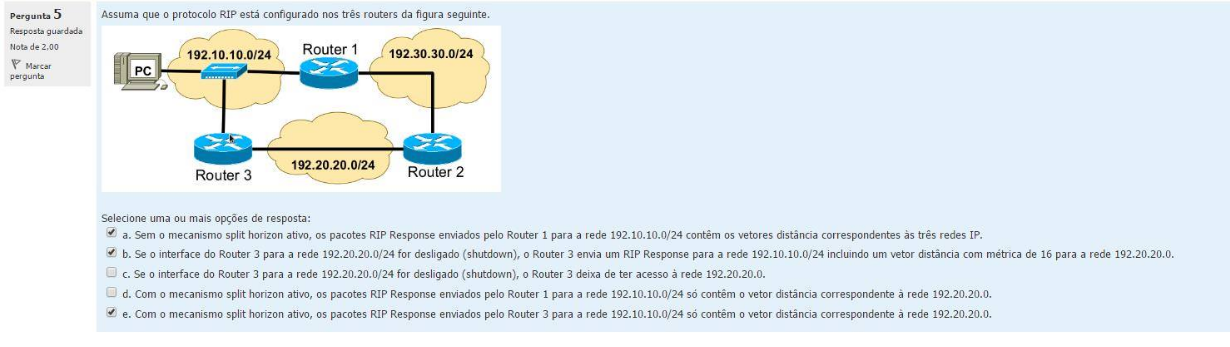 Pergunta 5
Resposta guardada
Nota de 2.00
Marcar
pergunta
Assuma que o protocolo RIP está configurado nos três routers da figura seguinte.
192.10.10.0/24
Router 1
192.30.30.0/24
PC
192.20.20.0/24
Router 3
Router 2
Selecione uma ou mais opções de resposta:
a. Sem o mecanismo split horizon ativo, os pacotes RIP Response enviados pelo Router 1 para a rede 192.10.10.0/24 contêm os vetores distância correspondentes às três redes IP.
b. Se o interface do Router 3 para a rede 192.20.20.0/24 for desligado (shutdown), o Router 3 envia um RIP Response para a rede 192.10.10.0/24 incluindo um vetor distância com métrica de 16 para a rede 192.20.20.0.
c. Se o interface do Router 3 para a rede 192.20.20.0/24 for desligado (shutdown), o Router 3 deixa de ter acesso à rede 192.20.20.0.
d. Com o mecanismo split horizon ativo, os pacotes RIP Response enviados pelo Router 1 para a rede 192.10.10.0/24 só contêm o vetor distância correspondente à rede 192.20.20.0.
e. Com o mecanismo split horizon ativo, os pacotes RIP Response enviados pelo Router 3 para a rede 192.10.10.0/24 só contêm o vetor distância correspondente à rede 192.20.20.0.